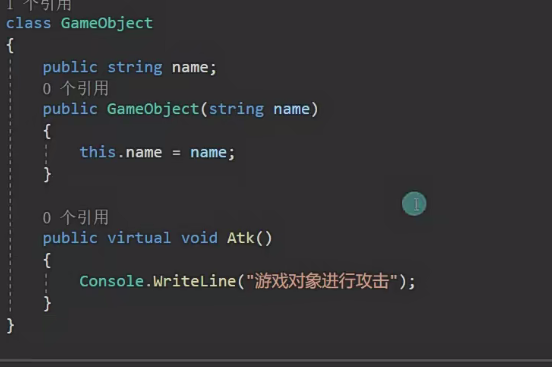 1 个引用
class GameObject
{
public string name;
0 个引用
public GameObject(string name)
{
this.name = name;
}
0 个引用
public virtual void Atk()
{
Console.WriteLine("游戏对象进行攻击");
}
}